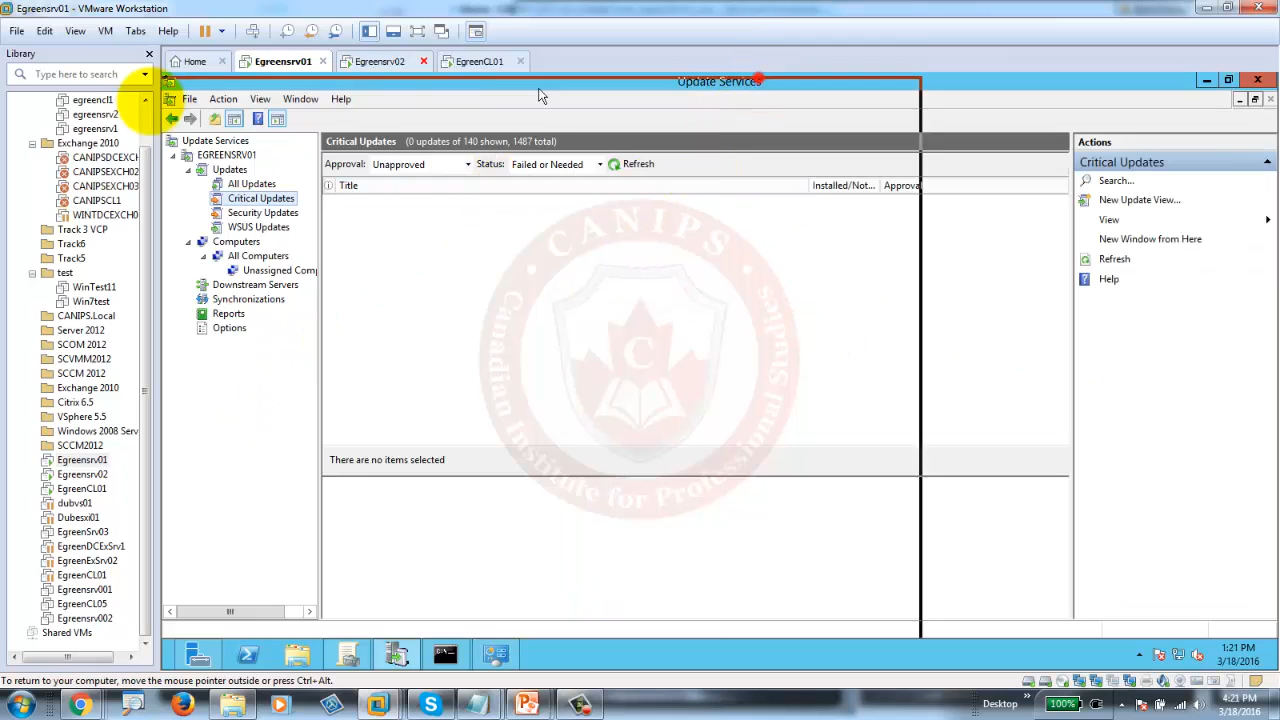 Egreensrv01 - VMware Workstation
File Edit View VM Tabs Help
Library
Type here to search
Home Egreensrv01 Egreensrv02 EgreenCL01
egreencl1
egreensrv2
egreensrv1
Exchange 2010
CANIPSDCEXCH
CANIPSEXCH02
CANIPSEXCH03
CANIPSCL1
WINTDCEXCH0
Track 3 VCP
Track6
Track5
test
WinTest11
Win7test
CANIPS.Local
Server 2012
SCOM 2012
SCVMM2012
SCCM 2012
Exchange 2010
Citrix 6.5
VSphere 5.5
Windows 2008 Serv
SCCM2012
Egreensrv01
Egreensrv02
EgreenCL01
dubvs01
Dubesxi01
EgreenSrv03
EgreenDCExSrv1
EgreenExSrv02
EgreenCL01
Egreensrv001
EgreenCL05
Egreensrv002
Shared VMs
Update Services
File Action View Window Help
Update Services
EGREENSRV01
Updates
All Updates
Critical Updates
Security Updates
WSUS Updates
Computers
All Computers
Unassigned Comp
Downstream Servers
Synchronizations
Reports
Options
Critical Updates (0 updates of 140 shown, 1487 total)
Approval: Unapproved Status: Failed or Needed Refresh
Title Installed/Not... Approva
CANIPS
Canadian Institute for Professional Studies
C
There are no items selected
Actions
Critical Updates
Search...
New Update View...
View
New Window from Here
Refresh
Help
1:21 PM
3/18/2016
To return to your computer, move the mouse pointer outside or press Ctrl+Alt.
Desktop
100%
4:21 PM
3/18/2016